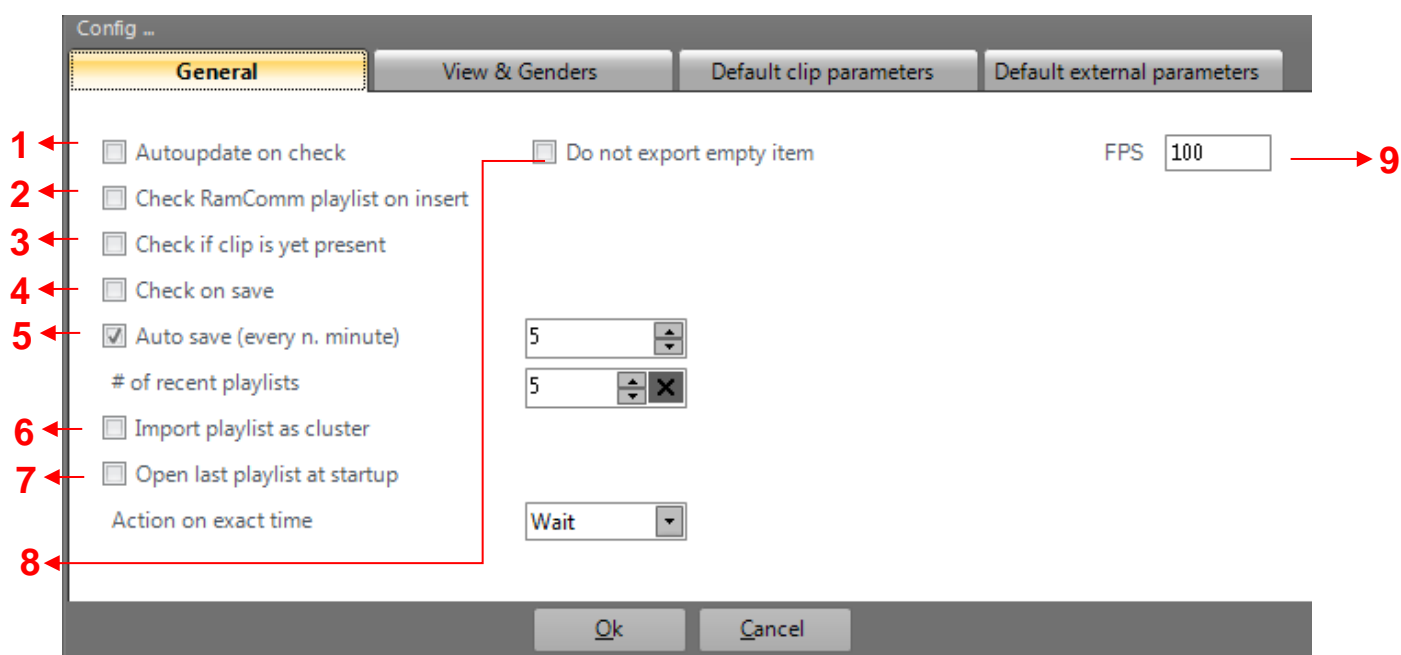 Config ...
General View & Genders Default clip parameters Default external parameters
1 Autoupdate on check Do not export empty item FPS 100 9
2 Check RamComm playlist on insert
3 Check if clip is yet present
4 Check on save
5 Auto save (every n. minute) 5
# of recent playlists 5
6 Import playlist as cluster
7 Open last playlist at startup
Action on exact time Wait
8
Ok Cancel